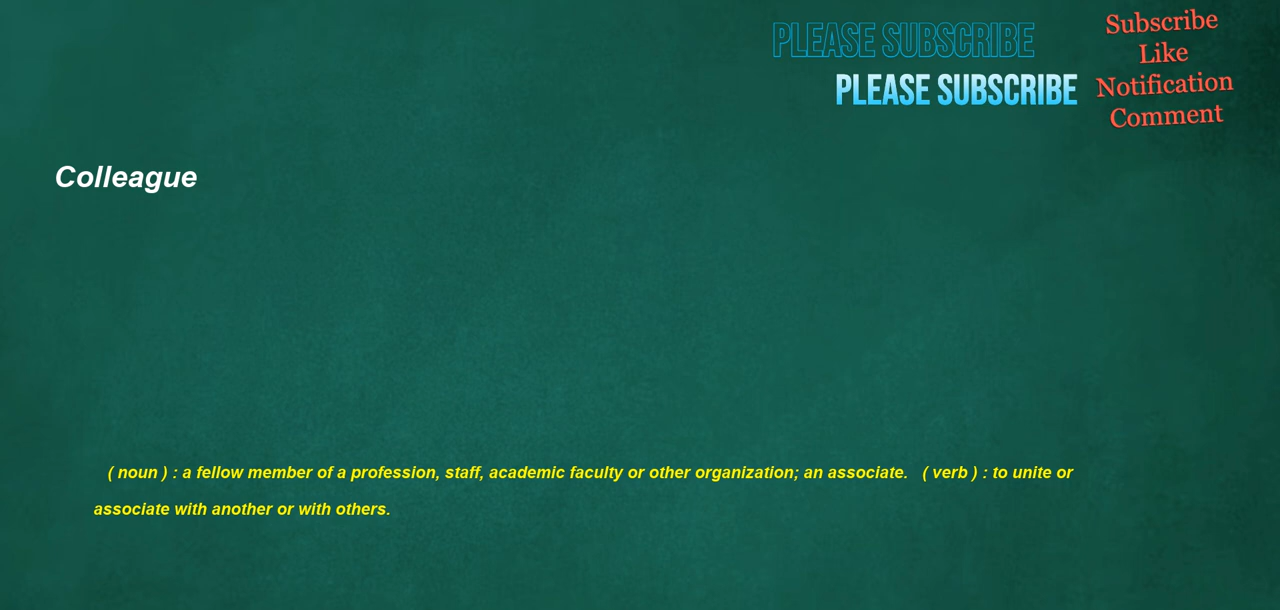 PLEASE SUBSCRIBE
PLEASE SUBSCRIBE
Subscribe
Like
Notification
Comment
Colleague
( noun ) : a fellow member of a profession, staff, academic faculty or other organization; an associate. ( verb ) : to unite or
associate with another or with others.